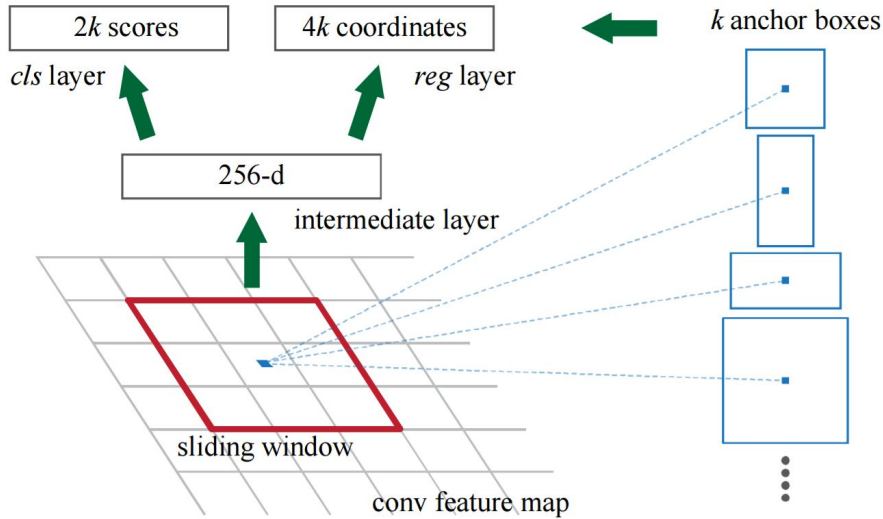 2k scores
4k coordinates
k anchor boxes
cls layer
reg layer
256-d
intermediate layer
sliding window
conv feature map